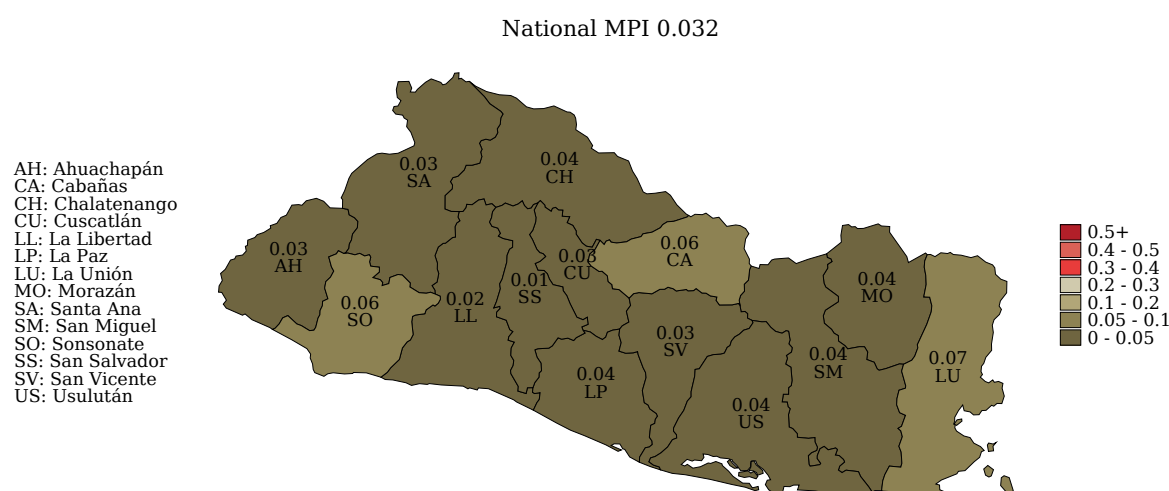 National MPI 0.032
AH: Ahuachapán
CA: Cabañas
CH: Chalatenango
CU: Cuscatlán
LL: La Libertad
LP: La Paz
LU: La Unión
MO: Morazán
SA: Santa Ana
SM: San Miguel
SO: Sonsonate
SS: San Salvador
SV: San Vicente
US: Usulután
0.03
SA
0.04
CH
0.03
AH
0.06
SO
0.02
LL
0.01
SS
0.03
CU
0.06
CA
0.03
SV
0.04
LP
0.04
US
0.04
SM
0.04
MO
0.07
LU
0.5+
0.4 - 0.5
0.3 - 0.4
0.2 - 0.3
0.1 - 0.2
0.05 - 0.1
0 - 0.05